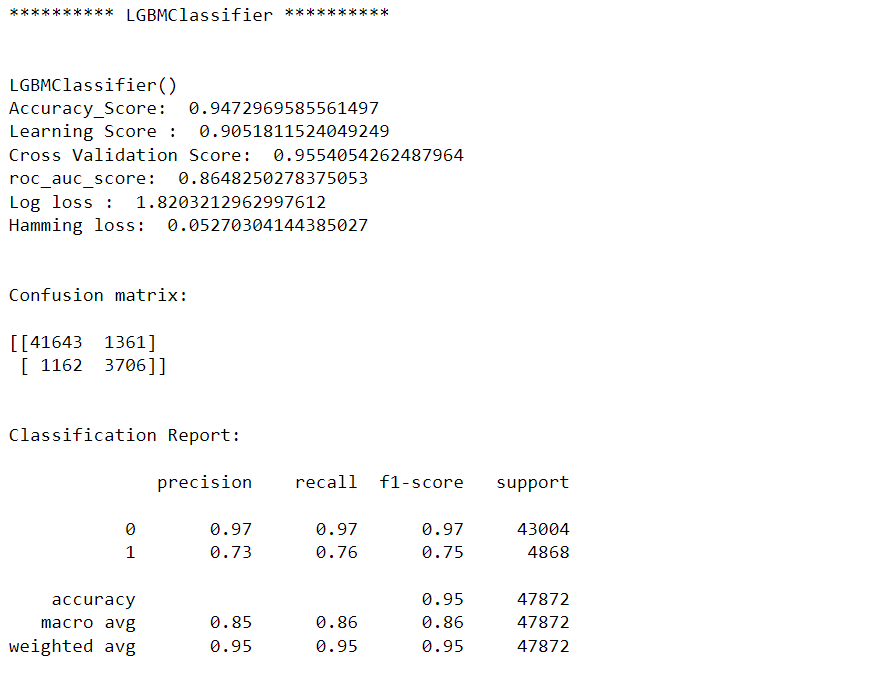 ********** LGBMClassifier **********
LGBMClassifier()
Accuracy_Score:  0.9472969585561497
Learning Score :  0.9051811524049249
Cross Validation Score:  0.9554054262487964
roc_auc_score:  0.8648250278375053
Log loss :  1.8203212962997612
Hamming loss:  0.05270304144385027
Confusion matrix:
[[41643  1361]
 [ 1162  3706]]
Classification Report:
              precision    recall  f1-score   support
           0       0.97      0.97      0.97     43004
           1       0.73      0.76      0.75      4868
    accuracy                           0.95     47872
   macro avg       0.85      0.86      0.86     47872
weighted avg       0.95      0.95      0.95     47872